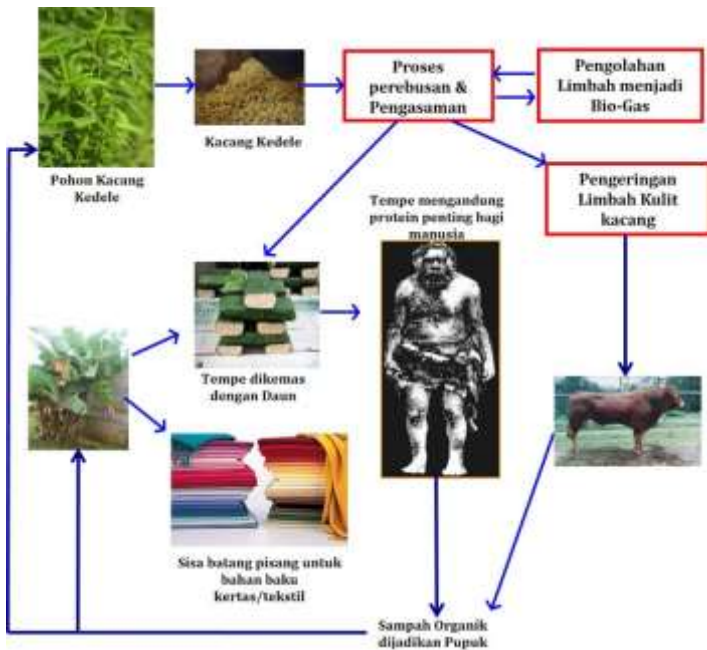 Proses
perebusan &
Pengasaman
Pengolahan
Limbah menjadi
Bio-Gas
Kacang Kedele
Pohon Kacang
Kedele
Pengeringan
Limbah Kulit
kacang
Tempe mengandung
protein penting bagi
manusia
Tempe dikemas
dengan Daun
Sisa batang pisang untuk
bahan baku
kertas/tekstil
Sampah Organik
dijadikan Pupuk